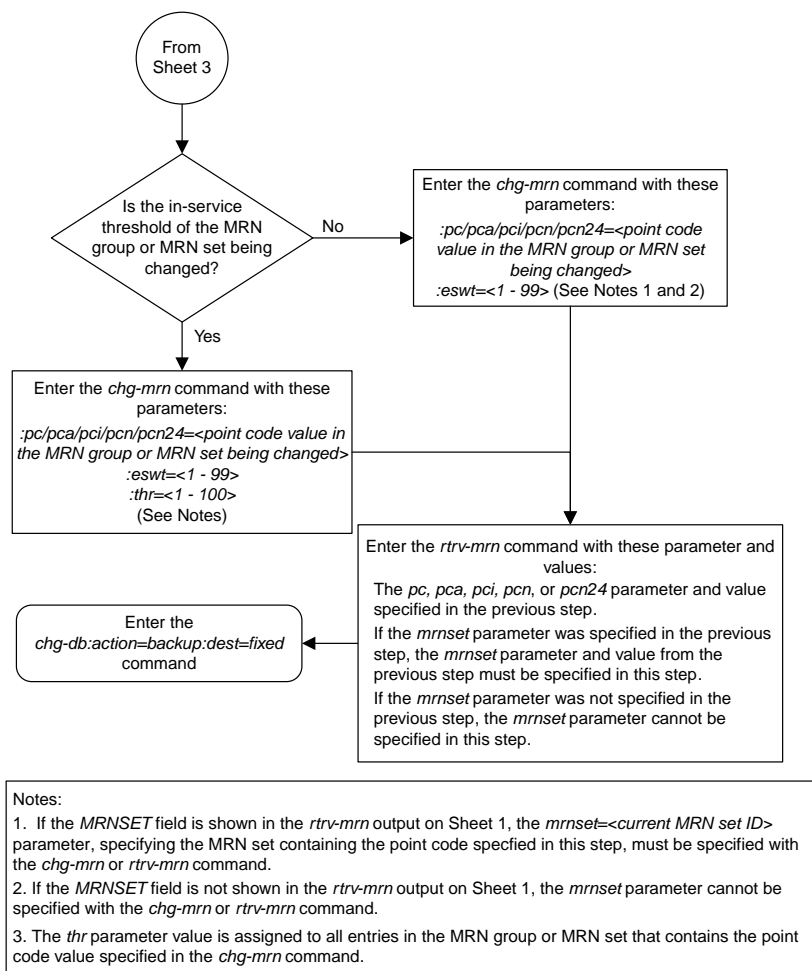 From
Sheet 3
Is the in-service
threshold of the MRN
group or MRN set being
changed?
No
Enter the chg-mrn command with these
parameters:
:pc/pca/pci/pcn/pcn24=<point code
value in the MRN group or MRN set
being changed>
:eswt=<1 - 99> (See Notes 1 and 2)
Yes
Enter the chg-mrn command with these
parameters:
:pc/pca/pci/pcn/pcn24=<point code value in
the MRN group or MRN set being changed>
:eswt=<1 - 99>
:thr=<1 - 100>
(See Notes)
Enter the rtrv-mrn command with these parameter and
values:
The pc, pca, pci, pcn, or pcn24 parameter and value
specified in the previous step.
If the mrnset parameter was specified in the previous
step, the mrnset parameter and value from the
previous step must be specified in this step.
If the mrnset parameter was not specified in the
previous step, the mrnset parameter cannot be
specified in this step.
Enter the
chg-db:action=backup:dest=fixed
command
Notes:
1. If the MRNSET field is shown in the rtrv-mrn output on Sheet 1, the mrnset=<current MRN set ID>
parameter, specifying the MRN set containing the point code specfied in this step, must be specified with
the chg-mrn or rtrv-mrn command.
2. If the MRNSET field is not shown in the rtrv-mrn output on Sheet 1, the mrnset parameter cannot be
specified with the chg-mrn or rtrv-mrn command.
3. The thr parameter value is assigned to all entries in the MRN group or MRN set that contains the point
code value specified in the chg-mrn command.